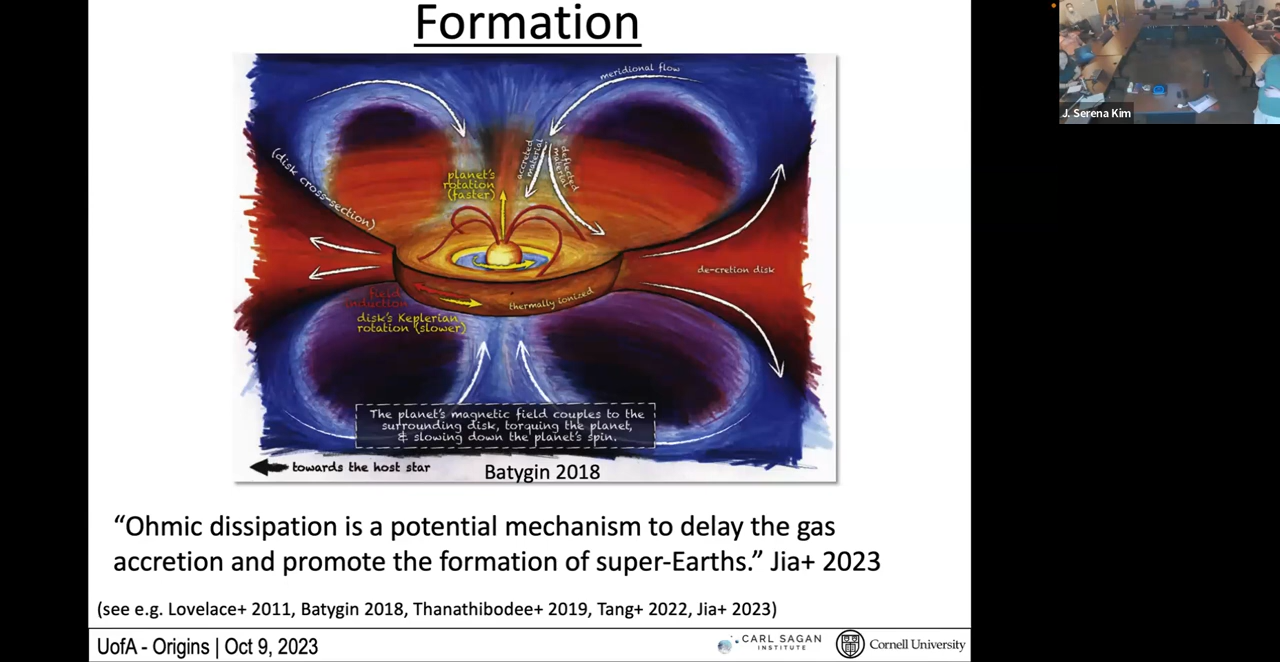 Formation
meridional flow
(disk cross-section)
accreted
material
deflected
material
planet's
rotation
(faster)
de-cretion disk
field
induction
thermally ionized
disk's Keplerian
rotation (slower)
The planet's magnetic field couples to the
surrounding disk, torquing the planet,
& slowing down the planet's spin.
towards the host star
Batygin 2018
“Ohmic dissipation is a potential mechanism to delay the gas
accretion and promote the formation of super-Earths.” Jia+ 2023
(see e.g. Lovelace+ 2011, Batygin 2018, Thanathibodee+ 2019, Tang+ 2022, Jia+ 2023)
UofA - Origins | Oct 9, 2023
CARL SAGAN
INSTITUTE
Cornell University
J. Serena Kim